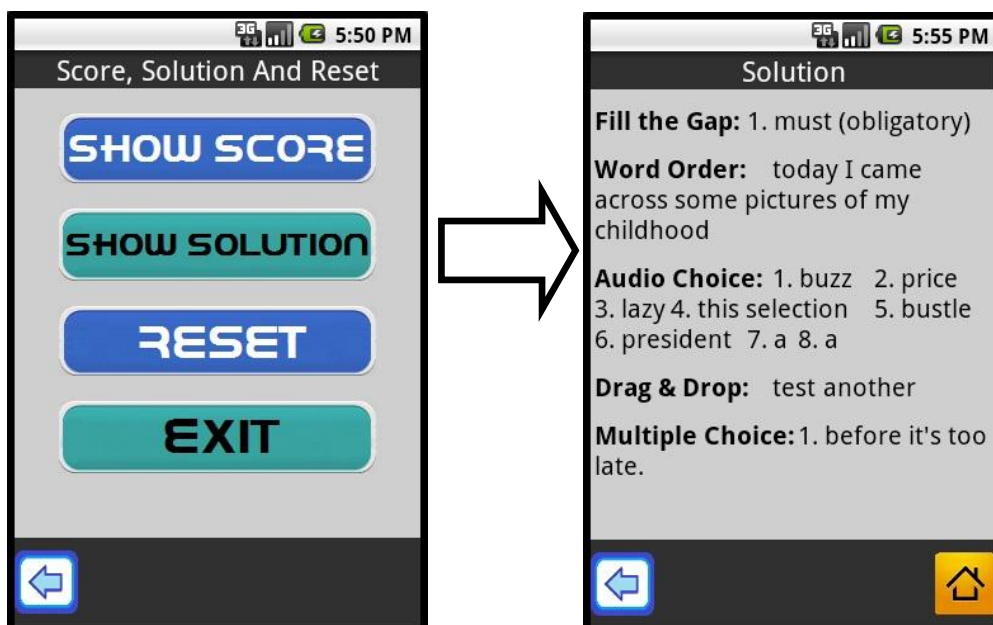 3G 5:50 PM
Score, Solution And Reset
SHOW SCORE
SHOW SOLUTION
RESET
EXIT
3G 5:55 PM
Solution
Fill the Gap: 1. must (obligatory)
Word Order: today I came
across some pictures of my
childhood
Audio Choice: 1. buzz 2. price
3. lazy 4. this selection 5. bustle
6. president 7. a 8. a
Drag & Drop: test another
Multiple Choice: 1. before it's too
late.